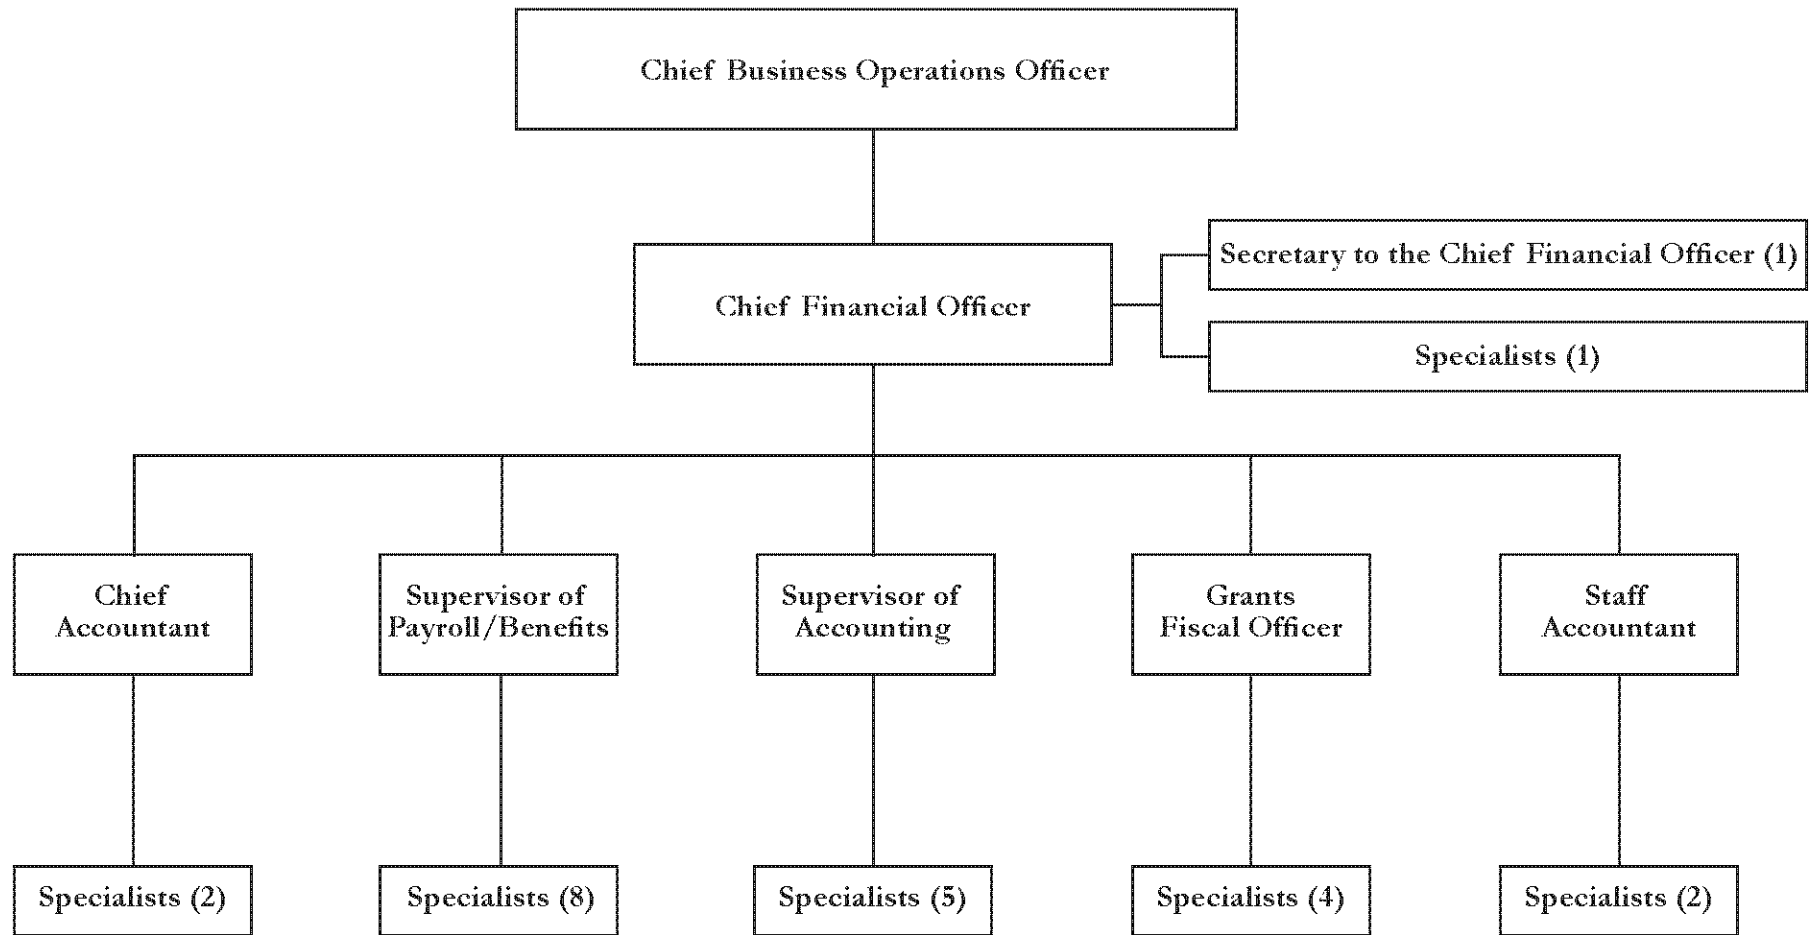 Chief Business Operations Officer
Secretary to the Chief Financial Officer (1)
Chief Financial Officer
Specialists (1)
Chief
Accountant
Supervisor of
Payroll/Benefits
Supervisor of
Accounting
Grants
Fiscal Officer
Staff
Accountant
Specialists (2)
Specialists (8)
Specialists (5)
Specialists (4)
Specialists (2)